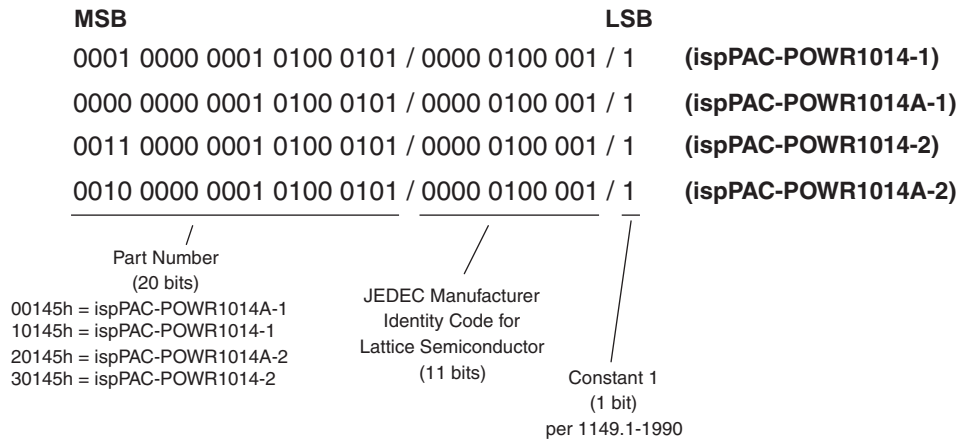 MSB LSB
0001 0000 0001 0100 0101 / 0000 0100 001 / 1 (ispPAC-POWR1014-1)
0000 0000 0001 0100 0101 / 0000 0100 001 / 1 (ispPAC-POWR1014A-1)
0011 0000 0001 0100 0101 / 0000 0100 001 / 1 (ispPAC-POWR1014-2)
0010 0000 0001 0100 0101 / 0000 0100 001 / 1 (ispPAC-POWR1014A-2)
Part Number
(20 bits)
00145h = ispPAC-POWR1014A-1
10145h = ispPAC-POWR1014-1
20145h = ispPAC-POWR1014A-2
30145h = ispPAC-POWR1014-2
JEDEC Manufacturer
Identity Code for
Lattice Semiconductor
(11 bits)
Constant 1
(1 bit)
per 1149.1-1990